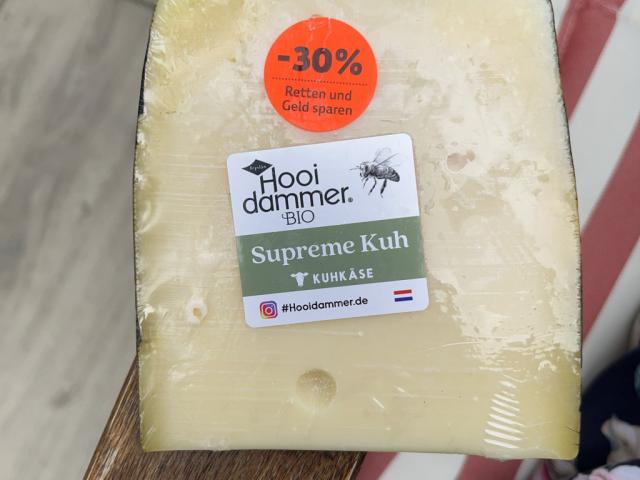 -30%
Retten und
Geld sparen
Hooi
dammer®
BIO
Supreme Kuh
KUHKÄSE
#Hooidammer.de